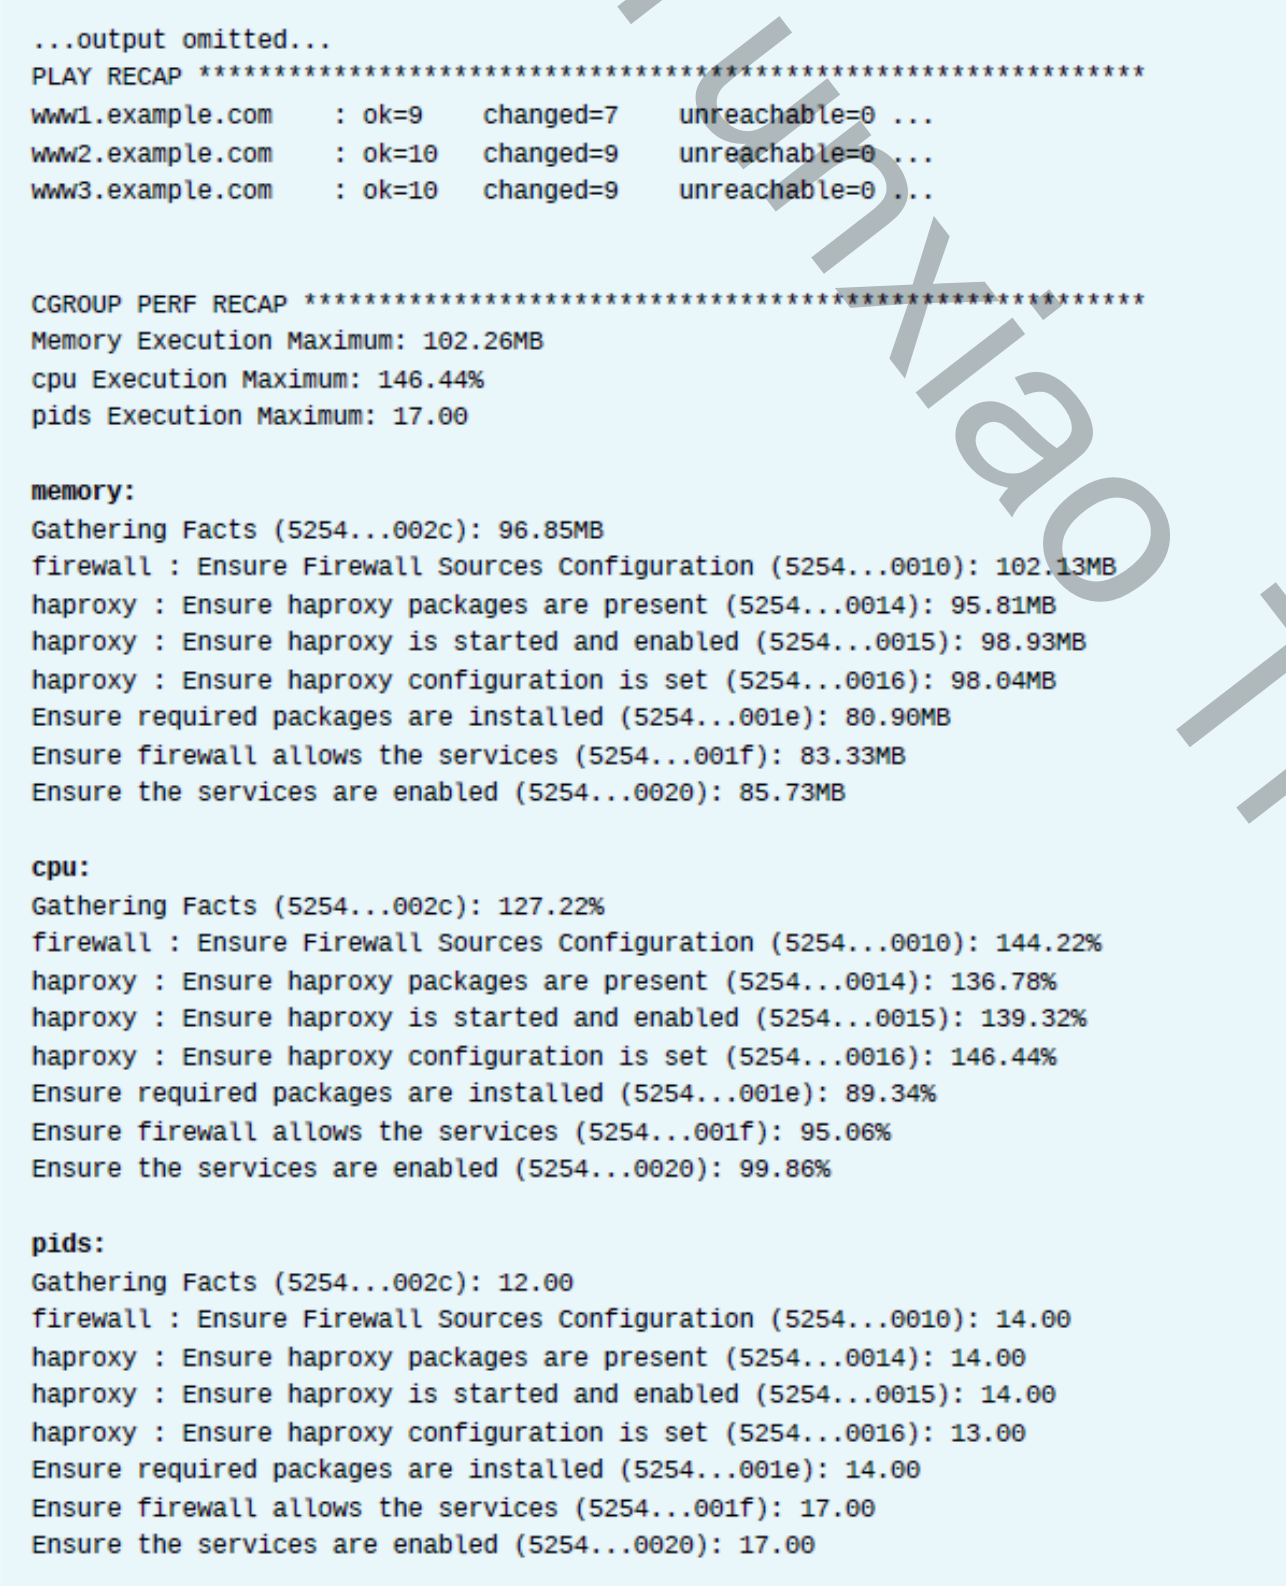 ...output omitted...
PLAY RECAP ***************************************************************
www1.example.com    : ok=9    changed=7    unreachable=0 ...
www2.example.com    : ok=10   changed=9    unreachable=0 ...
www3.example.com    : ok=10   changed=9    unreachable=0 ...
CGROUP PERF RECAP ********************************************************
Memory Execution Maximum: 102.26MB
cpu Execution Maximum: 146.44%
pids Execution Maximum: 17.00
memory:
Gathering Facts (5254...002c): 96.85MB
firewall : Ensure Firewall Sources Configuration (5254...0010): 102.13MB
haproxy : Ensure haproxy packages are present (5254...0014): 95.81MB
haproxy : Ensure haproxy is started and enabled (5254...0015): 98.93MB
haproxy : Ensure haproxy configuration is set (5254...0016): 98.04MB
Ensure required packages are installed (5254...001e): 80.90MB
Ensure firewall allows the services (5254...001f): 83.33MB
Ensure the services are enabled (5254...0020): 85.73MB
cpu:
Gathering Facts (5254...002c): 127.22%
firewall : Ensure Firewall Sources Configuration (5254...0010): 144.22%
haproxy : Ensure haproxy packages are present (5254...0014): 136.78%
haproxy : Ensure haproxy is started and enabled (5254...0015): 139.32%
haproxy : Ensure haproxy configuration is set (5254...0016): 146.44%
Ensure required packages are installed (5254...001e): 89.34%
Ensure firewall allows the services (5254...001f): 95.06%
Ensure the services are enabled (5254...0020): 99.86%
pids:
Gathering Facts (5254...002c): 12.00
firewall : Ensure Firewall Sources Configuration (5254...0010): 14.00
haproxy : Ensure haproxy packages are present (5254...0014): 14.00
haproxy : Ensure haproxy is started and enabled (5254...0015): 14.00
haproxy : Ensure haproxy configuration is set (5254...0016): 13.00
Ensure required packages are installed (5254...001e): 14.00
Ensure firewall allows the services (5254...001f): 17.00
Ensure the services are enabled (5254...0020): 17.00